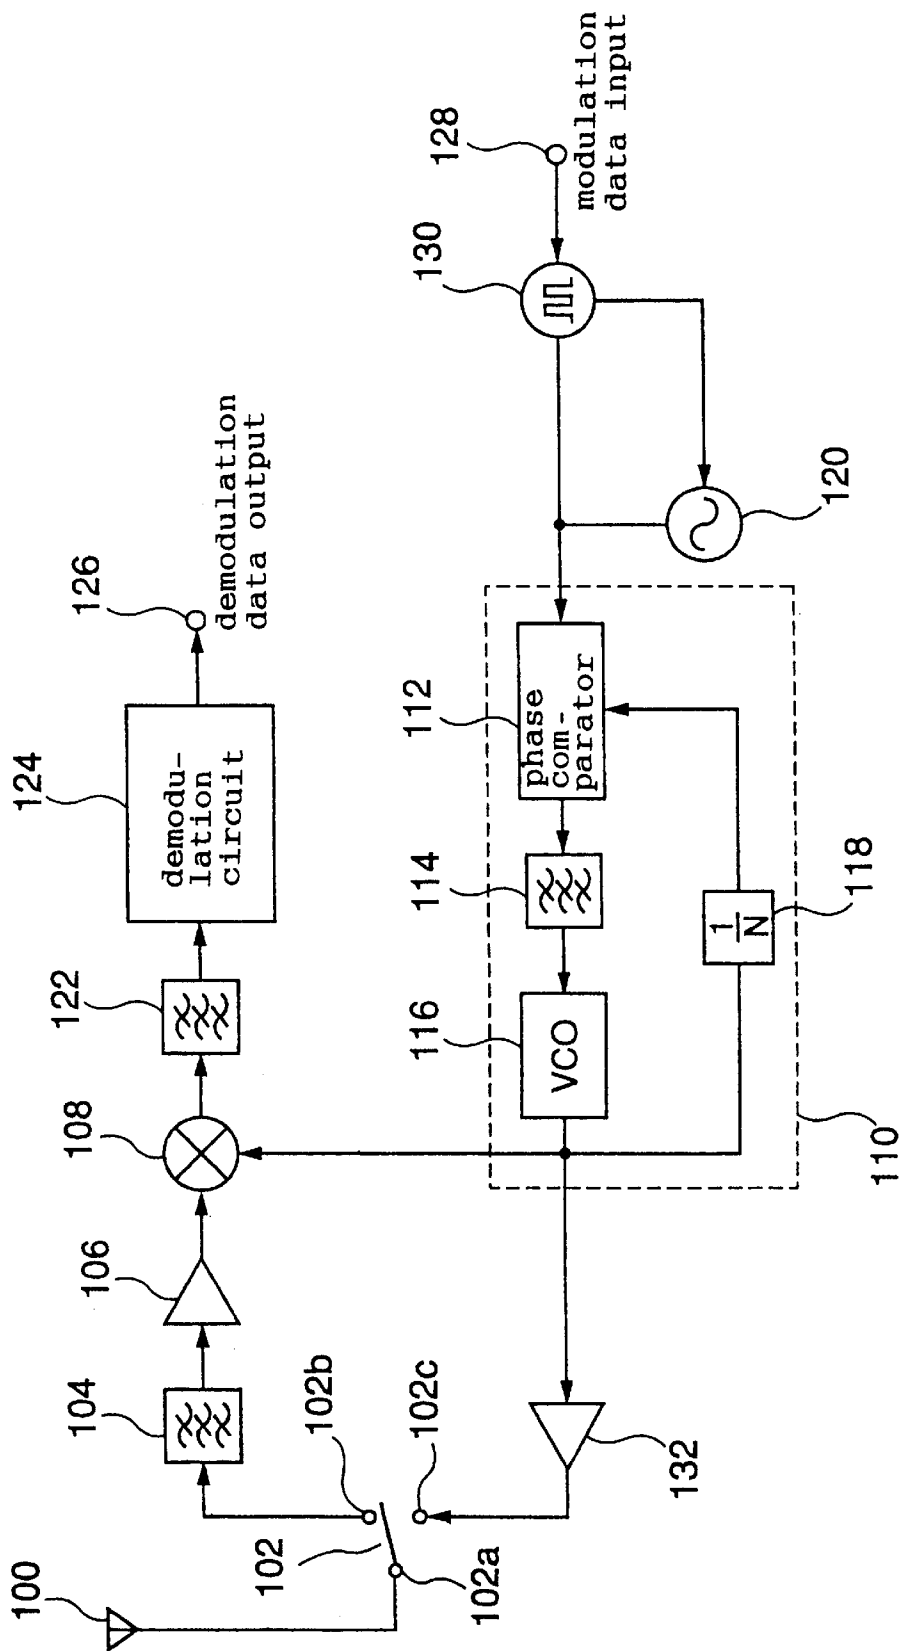 100
102
102a
102b
102c
104
106
108
122
124
demodu-
lation
circuit
126
demodulation
data output
132
110
116
VCO
114
112
phase
com-
parator
118
1
N
120
130
128
modulation
data input